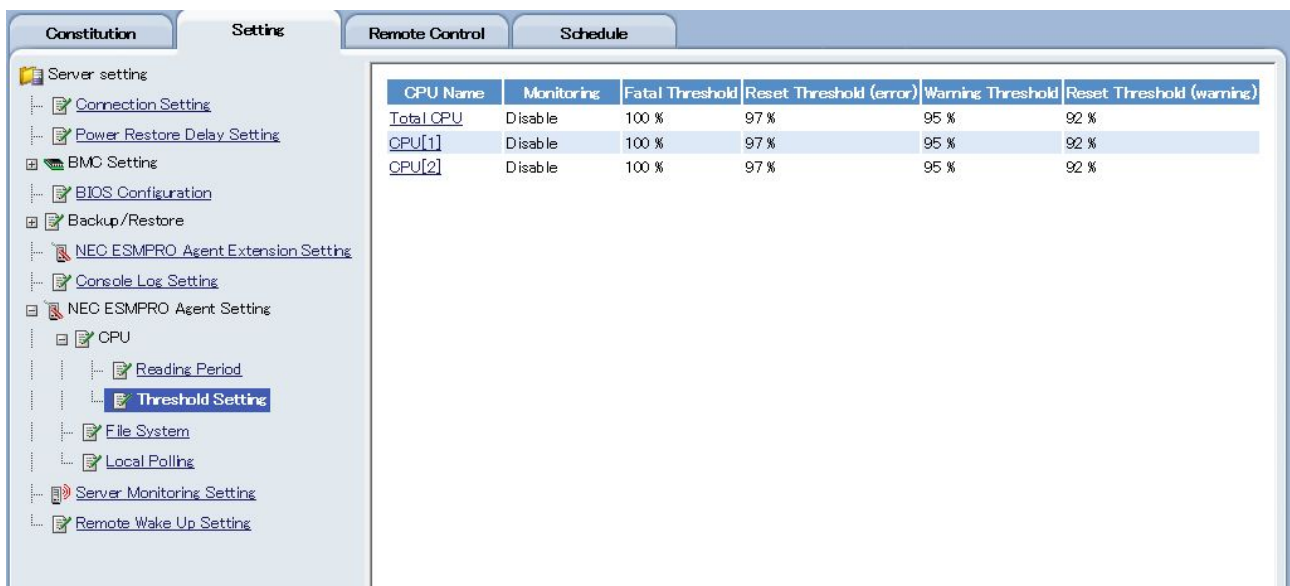 Constitution Setting Remote Control Schedule
Server setting
Connection Setting
Power Restore Delay Setting
BMC Setting
BIOS Configuration
Backup/Restore
NEC ESMPRO Agent Extension Setting
Console Log Setting
NEC ESMPRO Agent Setting
CPU
Reading Period
Threshold Setting
File System
Local Polling
Server Monitoring Setting
Remote Wake Up Setting
CPU Name Monitoring Fatal Threshold Reset Threshold (error) Warning Threshold Reset Threshold (warning)
Total CPU Disable 100 % 97 % 95 % 92 %
CPU[1] Disable 100 % 97 % 95 % 92 %
CPU[2] Disable 100 % 97 % 95 % 92 %